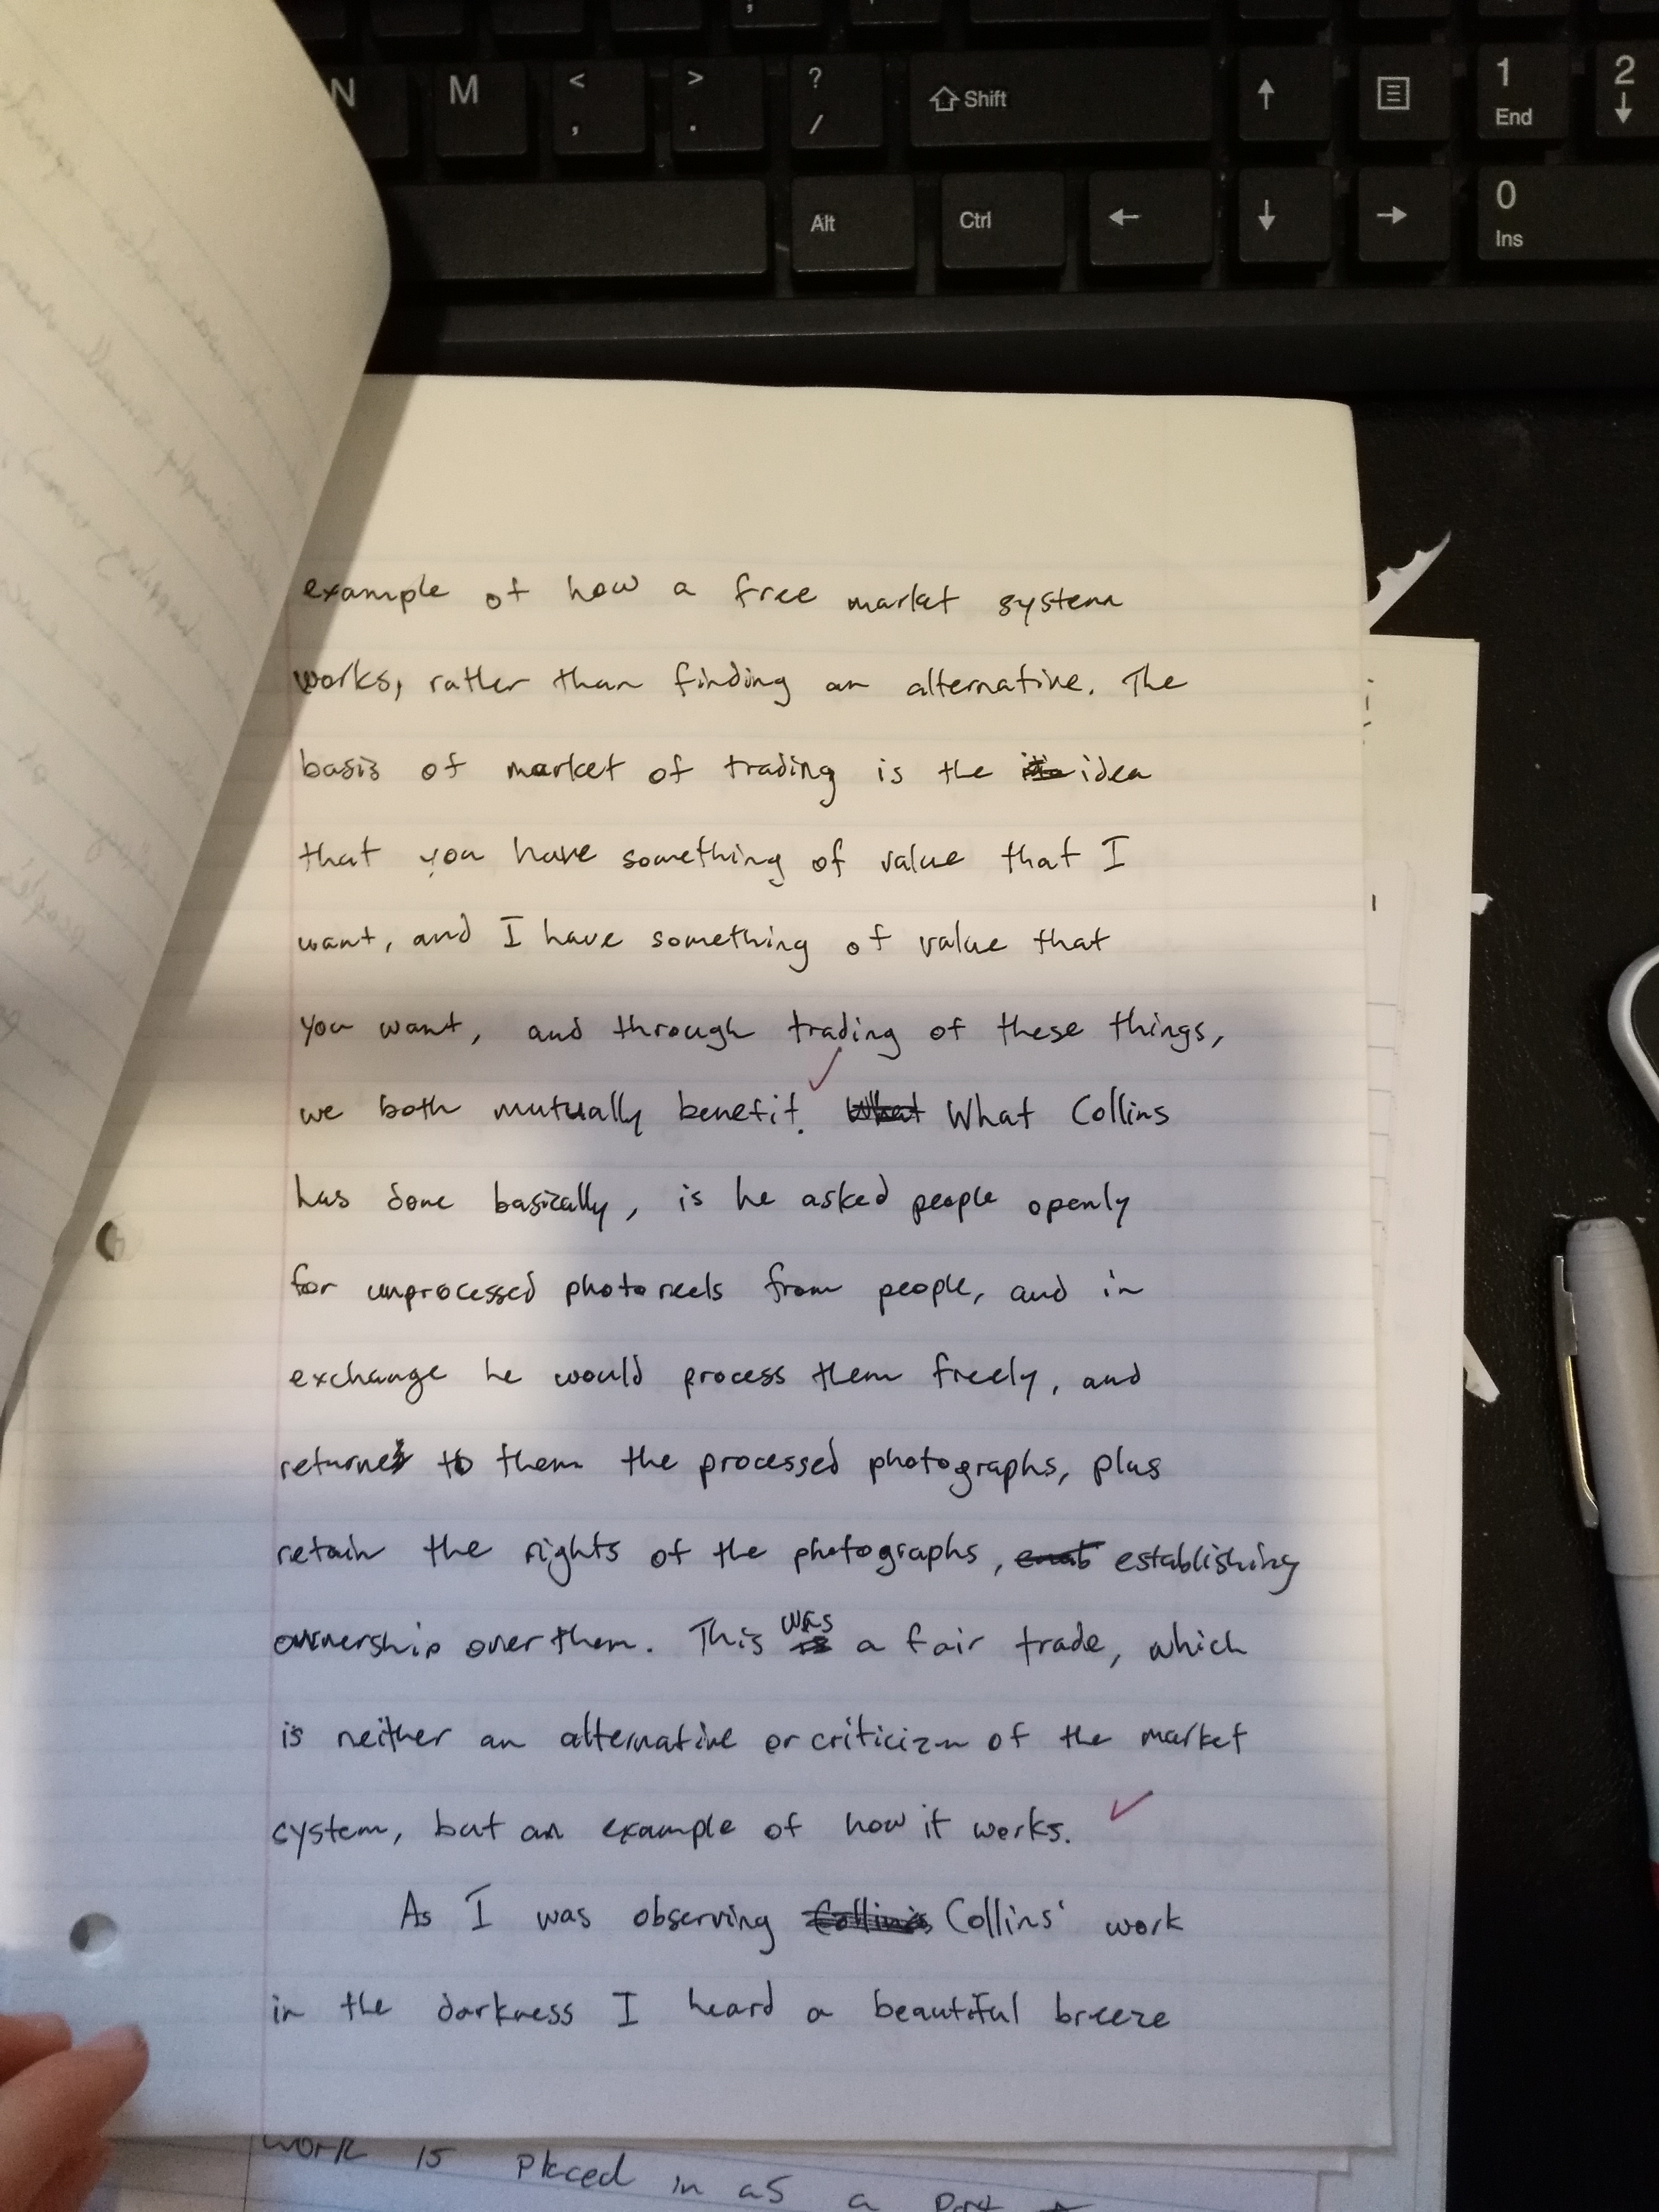 N M < , > . ? / Shift ↑ 1 End 2 ↓
Alt Ctrl ← ↓ → 0 Ins
example of how a free market system
works, rather than finding an alternative. The
basis of market of trading is the idea
that you have something of value that I
want, and I have something of value that
you want, and through trading of these things,
we both mutually benefit. What What Collins
has done basically, is he asked people openly
for unprocessed photoreels from people, and in
exchange he would process them freely, and
returned to them the processed photographs, plus
retain the rights of the photographs, establishing
ownership over them. This was a fair trade, which
is neither an alternative or criticizm of the market
system, but an example of how it works.
As I was observing Collins Collins' work
in the darkness I heard a beautiful breeze
work is placed in as a